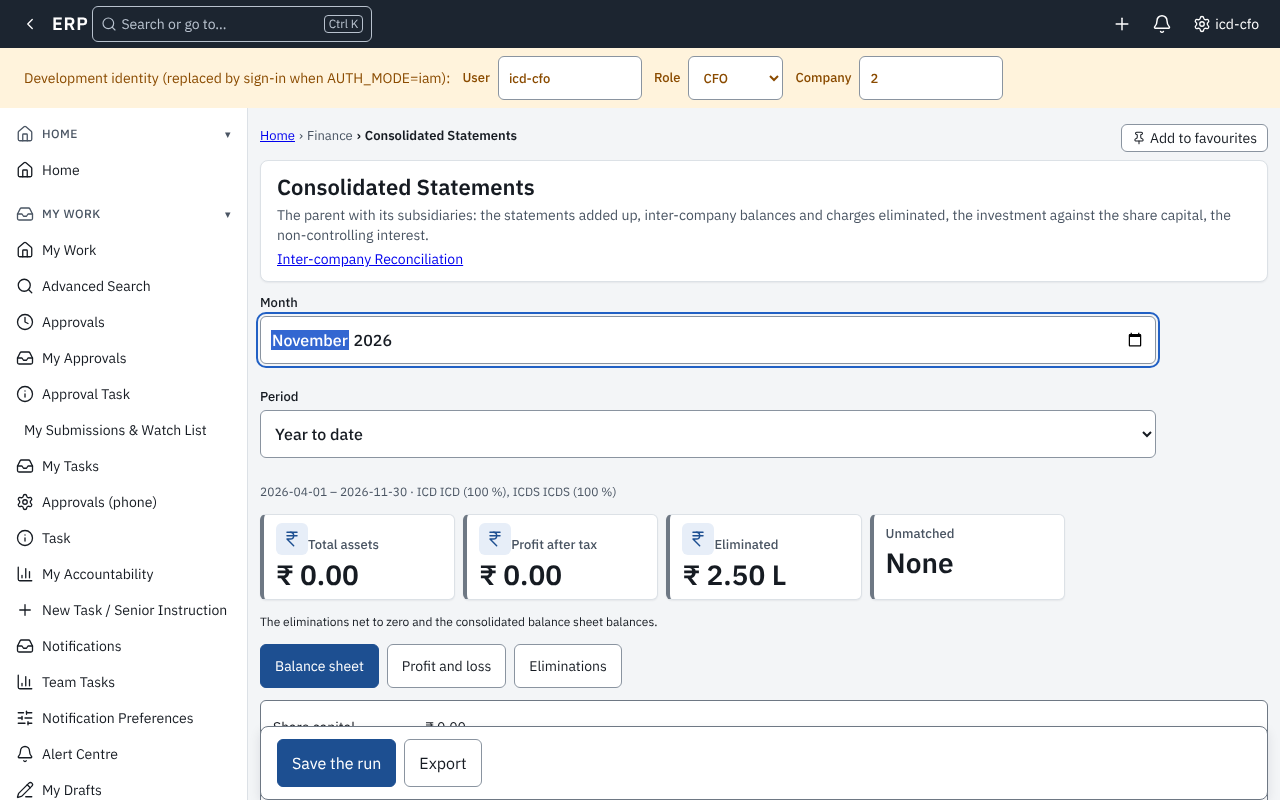 ERP
Search or go to...
Ctrl K
icd-cfo
Development identity (replaced by sign-in when AUTH_MODE=iam):
User
icd-cfo
Role
CFO
Company
2
HOME
Home
MY WORK
My Work
Advanced Search
Approvals
My Approvals
Approval Task
My Submissions & Watch List
My Tasks
Approvals (phone)
Task
My Accountability
New Task / Senior Instruction
Notifications
Team Tasks
Notification Preferences
Alert Centre
My Drafts
Home › Finance › Consolidated Statements
Add to favourites
Consolidated Statements
The parent with its subsidiaries: the statements added up, inter-company balances and charges eliminated, the investment against the share capital, the
non-controlling interest.
Inter-company Reconciliation
Month
November 2026
Period
Year to date
2026-04-01 – 2026-11-30 · ICD ICD (100 %), ICDS ICDS (100 %)
₹ Total assets
₹ 0.00
₹ Profit after tax
₹ 0.00
₹ Eliminated
₹ 2.50 L
Unmatched
None
The eliminations net to zero and the consolidated balance sheet balances.
Balance sheet
Profit and loss
Eliminations
Share capital ₹ 0.00
Save the run
Export